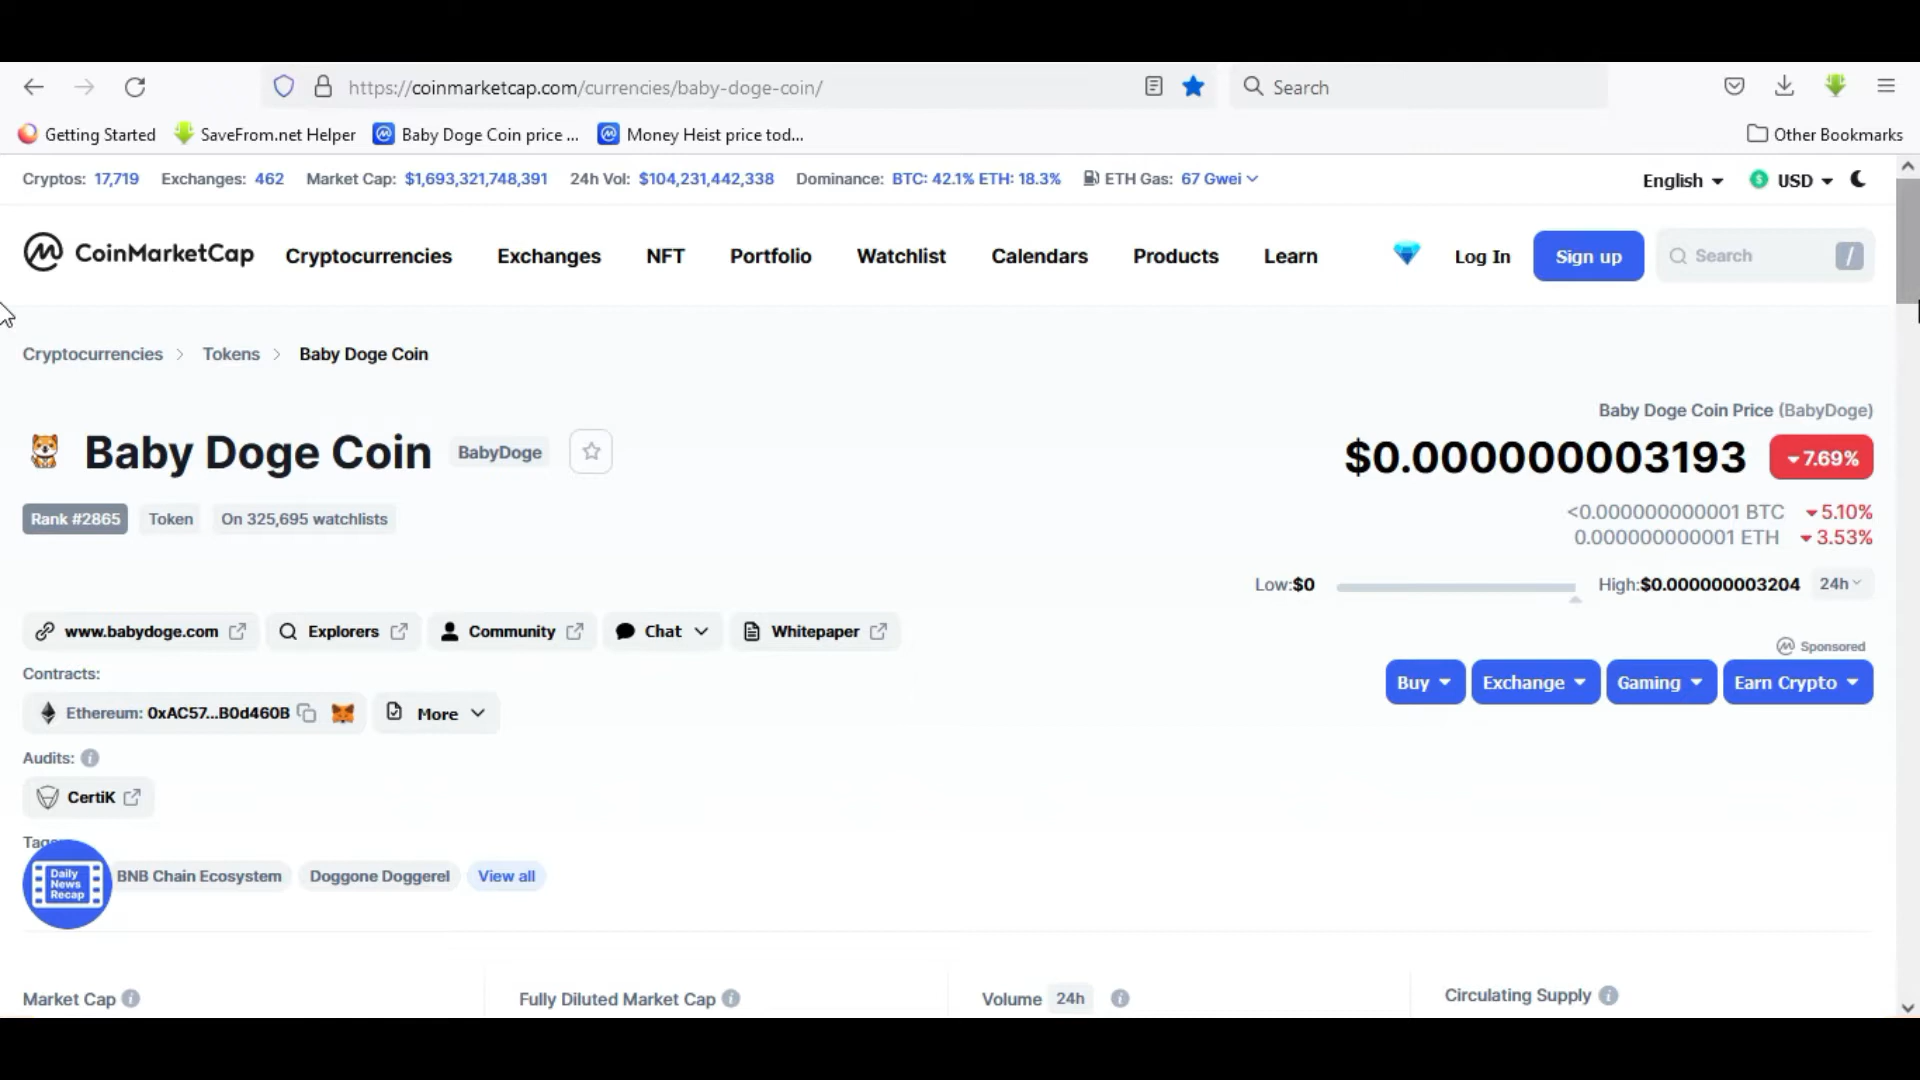 https://coinmarketcap.com/currencies/baby-doge-coin/
Search
Getting Started
SaveFrom.net Helper
Baby Doge Coin price ...
Money Heist price tod...
Other Bookmarks
Cryptos: 17,719
Exchanges: 462
Market Cap: $1,693,321,748,391
24h Vol: $104,231,442,338
Dominance: BTC: 42.1% ETH: 18.3%
ETH Gas: 67 Gwei
English
USD
CoinMarketCap
Cryptocurrencies
Exchanges
NFT
Portfolio
Watchlist
Calendars
Products
Learn
Log In
Sign up
Search /
Cryptocurrencies > Tokens > Baby Doge Coin
Baby Doge Coin Price (BabyDoge)
Baby Doge Coin BabyDoge
$0.000000003193 7.69%
Rank #2865
Token
On 325,695 watchlists
<0.000000000001 BTC 5.10%
0.000000000001 ETH 3.53%
Low:$0
High:$0.000000003204
24h
www.babydoge.com
Explorers
Community
Chat
Whitepaper
Sponsored
Contracts:
Buy
Exchange
Gaming
Earn Crypto
Ethereum: 0xAC57...B0d460B
More
Audits:
CertiK
Daily
News
Recap
BNB Chain Ecosystem
Doggone Doggerel
View all
Market Cap
Fully Diluted Market Cap
Volume 24h
Circulating Supply